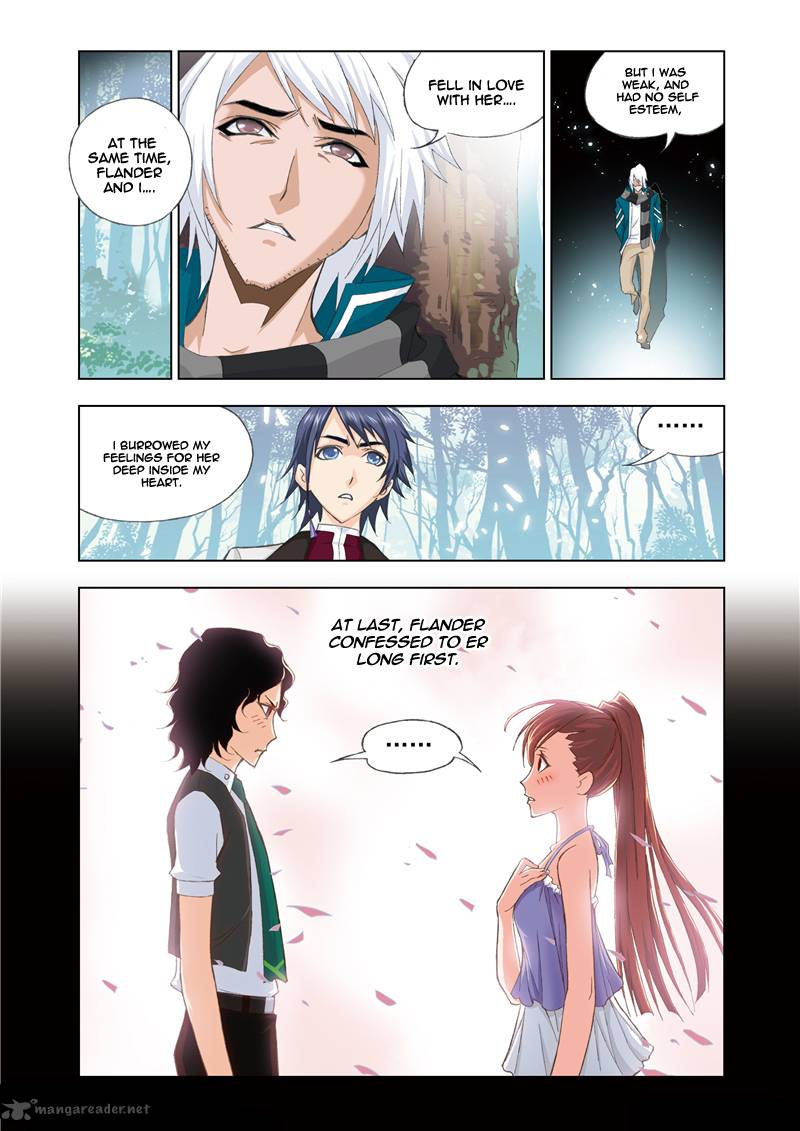 AT THE
SAME TIME,
FLANDER
AND I....
FELL IN LOVE
WITH HER....
BUT I WAS
WEAK, AND
HAD NO SELF
ESTEEM,
I BURROWED MY
FEELINGS FOR HER
DEEP INSIDE MY
HEART.
......
AT LAST, FLANDER
CONFESSED TO ER
LONG FIRST.
......
mangareader.net